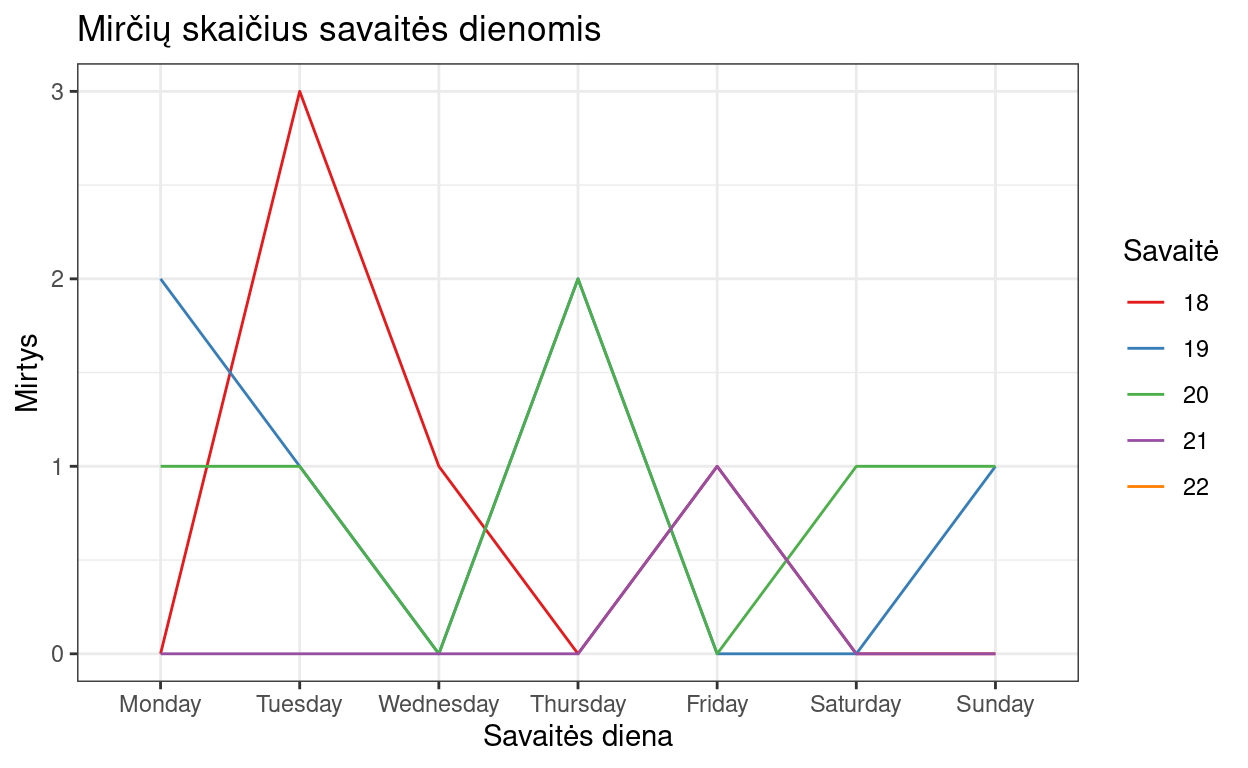 Mirčių skaičius savaitės dienomis
3
2
1
0
Mirtys
Monday Tuesday Wednesday Thursday Friday Saturday Sunday
Savaitės diena
Savaitė
18
19
20
21
22